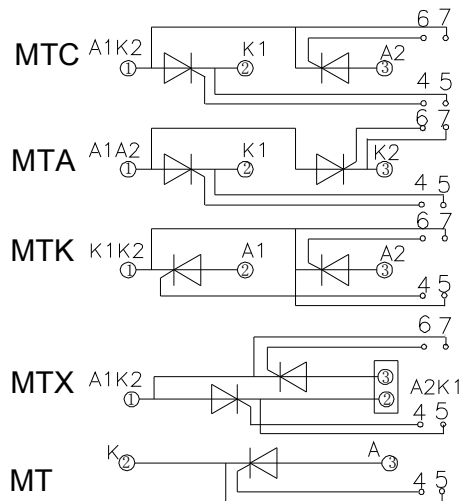 6 7
A1K2 K1 A2
MTC
① ② ③
4 5
6 7
A1A2 K1 K2
MTA
① ② ③
4 5
6 7
K1K2 A1 A2
MTK
① ② ③
4 5
6 7
③
MTX A1K2 A2K1
① ②
4 5
K A
② ③
MT 4 5